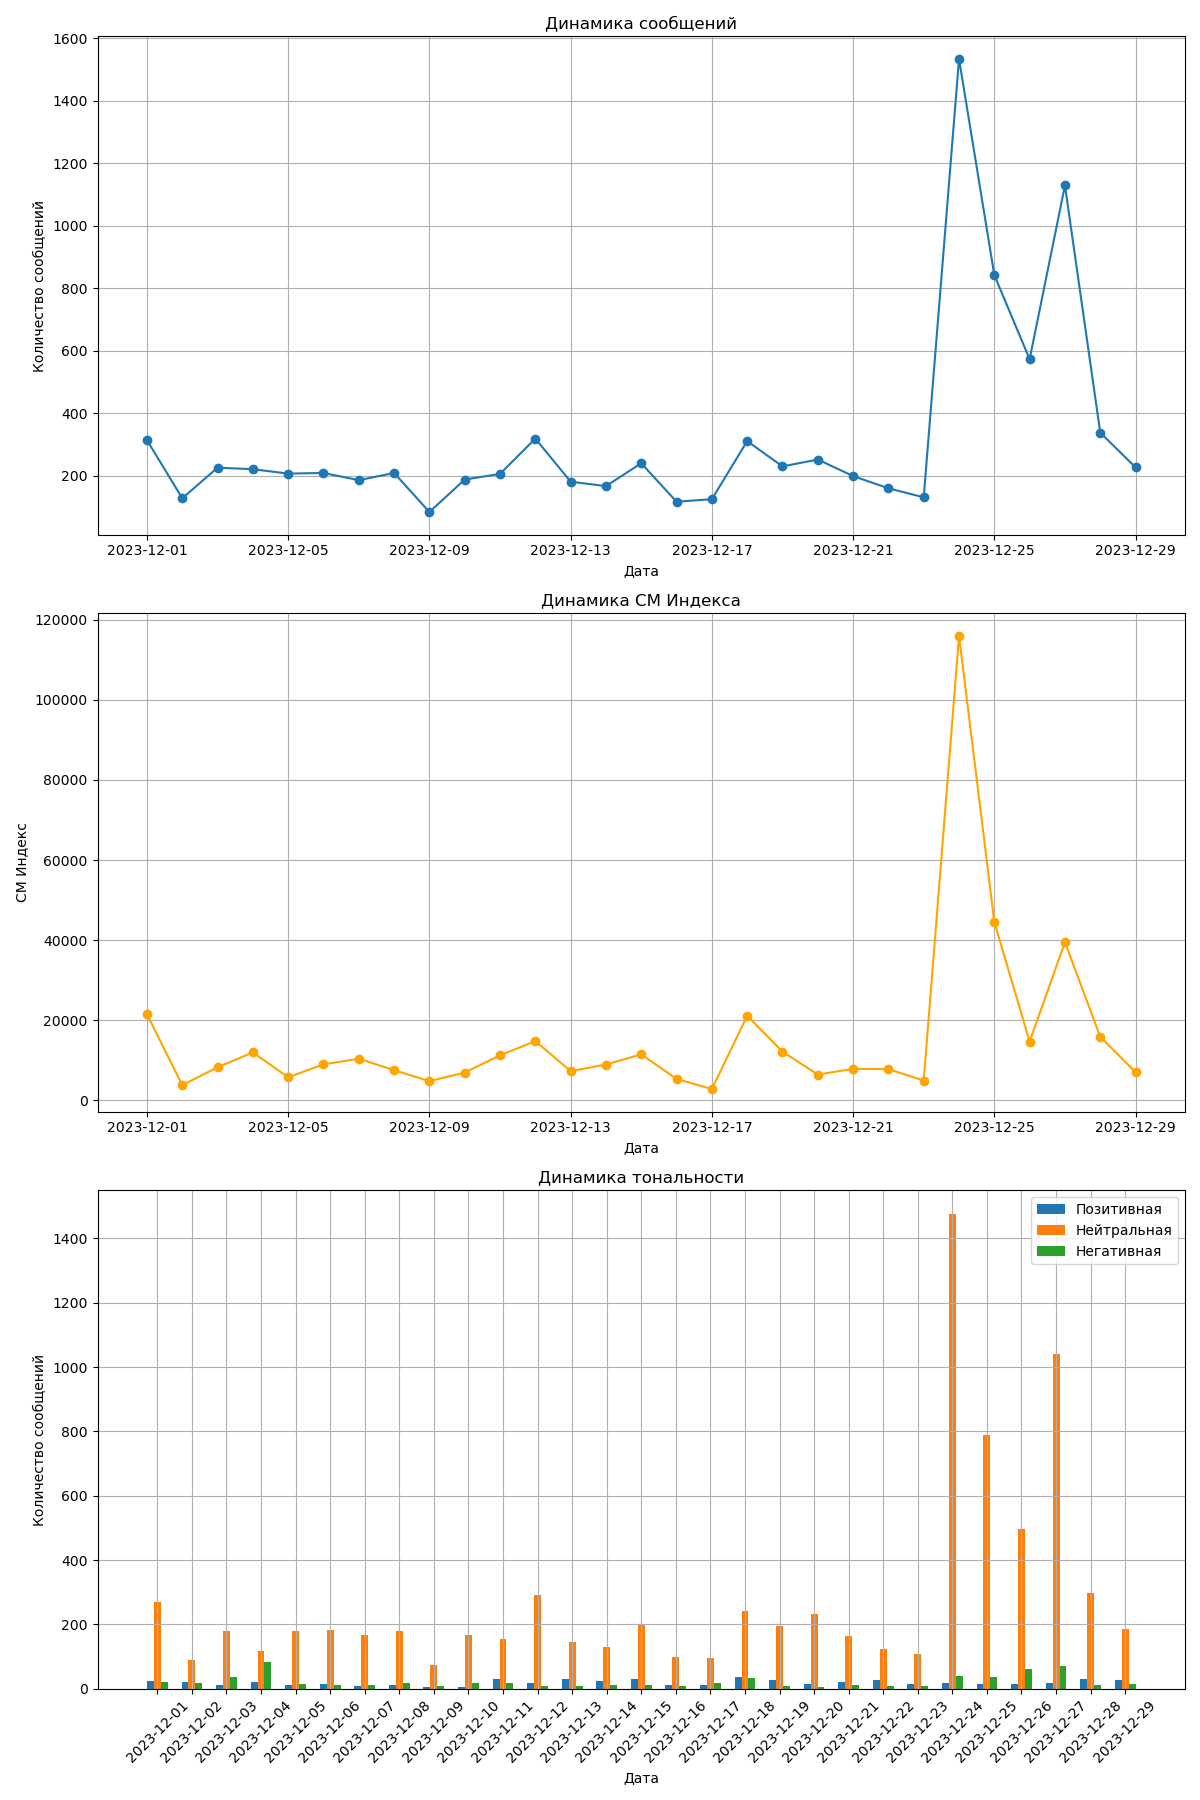 Динамика сообщений
1600
1400
1200
1000
800
600
400
200
Количество сообщений
2023-12-01 2023-12-05 2023-12-09 2023-12-13 2023-12-17 2023-12-21 2023-12-25 2023-12-29
Дата
Динамика СМ Индекса
120000
100000
80000
60000
40000
20000
0
СМ Индекс
2023-12-01 2023-12-05 2023-12-09 2023-12-13 2023-12-17 2023-12-21 2023-12-25 2023-12-29
Дата
Динамика тональности
Позитивная
Нейтральная
Негативная
1400
1200
1000
800
600
400
200
0
Количество сообщений
2023-12-01 2023-12-02 2023-12-03 2023-12-04 2023-12-05 2023-12-06 2023-12-07 2023-12-08 2023-12-09 2023-12-10 2023-12-11 2023-12-12 2023-12-13 2023-12-14 2023-12-15 2023-12-16 2023-12-17 2023-12-18 2023-12-19 2023-12-20 2023-12-21 2023-12-22 2023-12-23 2023-12-24 2023-12-25 2023-12-26 2023-12-27 2023-12-28 2023-12-29
Дата